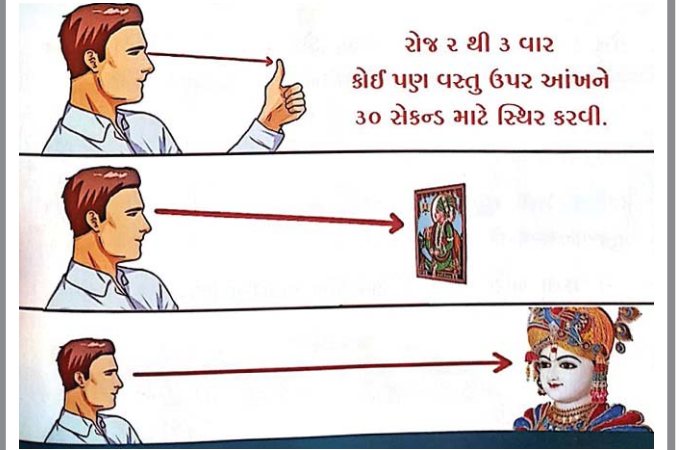 રોજ ૨ થી ૩ વાર
કોઈ પણ વસ્તુ ઉપર આંખને
૩૦ સેકન્ડ માટે સ્થિર કરવી.